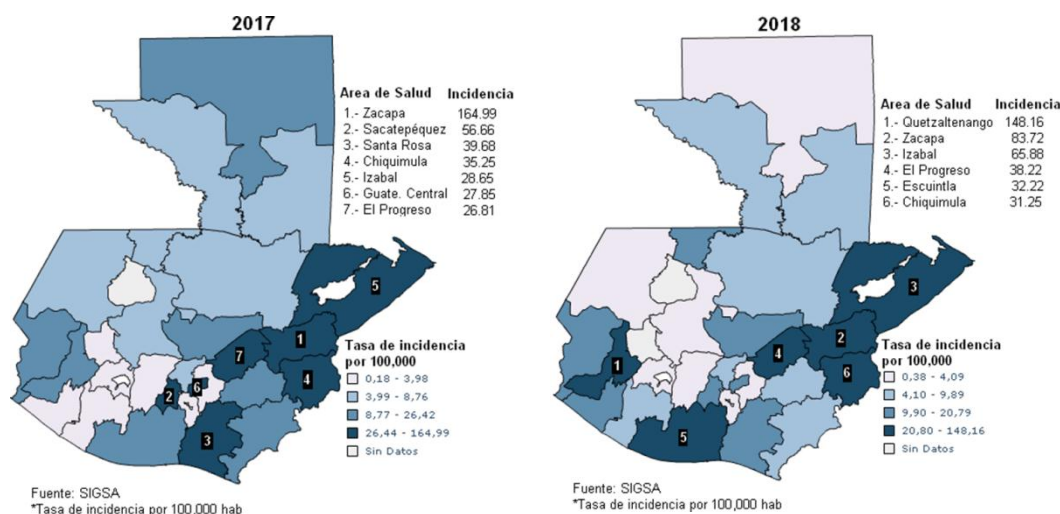 2017
Area de Salud Incidencia
1.- Zacapa 164.99
2.- Sacatepéquez 56.66
3.- Santa Rosa 39.68
4.- Chiquimula 35.25
5.- Izabal 28.65
6.- Guate. Central 27.85
7.- El Progreso 26.81
5
1
7
4
6
2
3
Tasa de incidencia
por 100,000
0,18 - 3,98
3,99 - 8,76
8,77 - 26,42
26,44 - 164,99
Sin Datos
Fuente: SIGSA
*Tasa de incidencia por 100,000 hab
2018
Area de Salud Incidencia
1.- Quetzaltenango 148.16
2.- Zacapa 83.72
3.- Izabal 65.88
4.- El Progreso 38.22
5.- Escuintla 32.22
6.- Chiquimula 31.25
3
2
4
1
6
5
Tasa de incidencia
por 100,000
0,38 - 4,09
4,10 - 9,89
9,90 - 20,79
20,80 - 148,16
Sin Datos
Fuente: SIGSA
*Tasa de incidencia por 100,000 hab